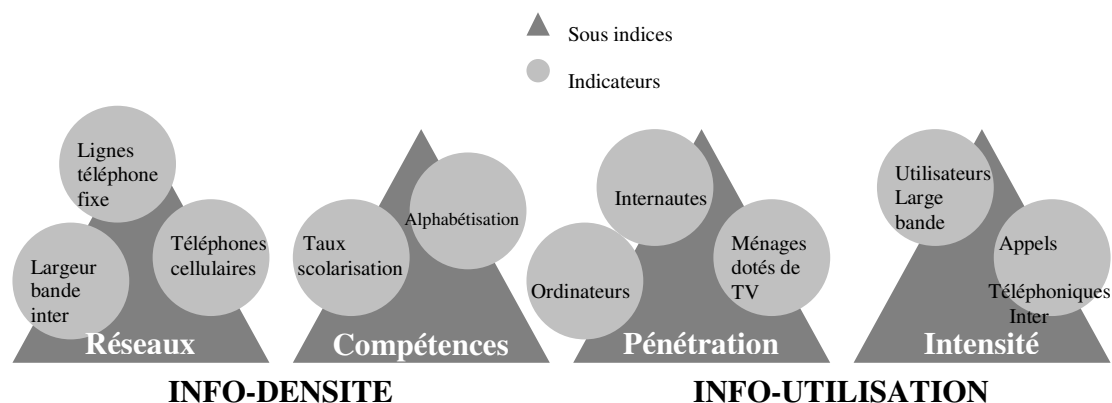 Sous indices
Indicateurs
Lignes
téléphone
fixe
Largeur
bande
inter
Téléphones
cellulaires
Réseaux
Taux
scolarisation
Alphabétisation
Compétences
Internautes
Ordinateurs
Ménages
dotés de
TV
Pénétration
Utilisateurs
Large
bande
Appels
Téléphoniques
Inter
Intensité
INFO-DENSITE
INFO-UTILISATION